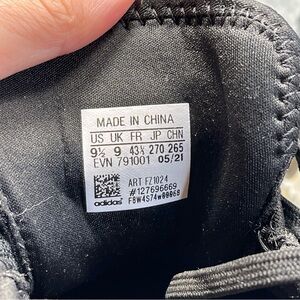 MADE IN CHINA
US UK FR JP CHN
9½ 9 43⅓ 270 265
EVN 791001 05/21
ART FZ1024
#127696669
adidas F8W4S74W00068